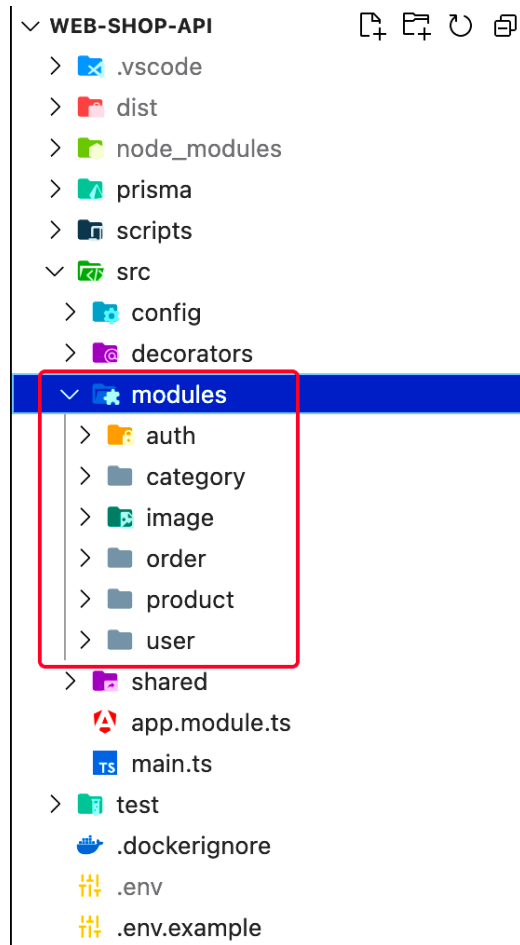 WEB-SHOP-API
.vscode
dist
node_modules
prisma
scripts
src
config
decorators
modules
auth
category
image
order
product
user
shared
app.module.ts
TS main.ts
test
.dockerignore
.env
.env.example